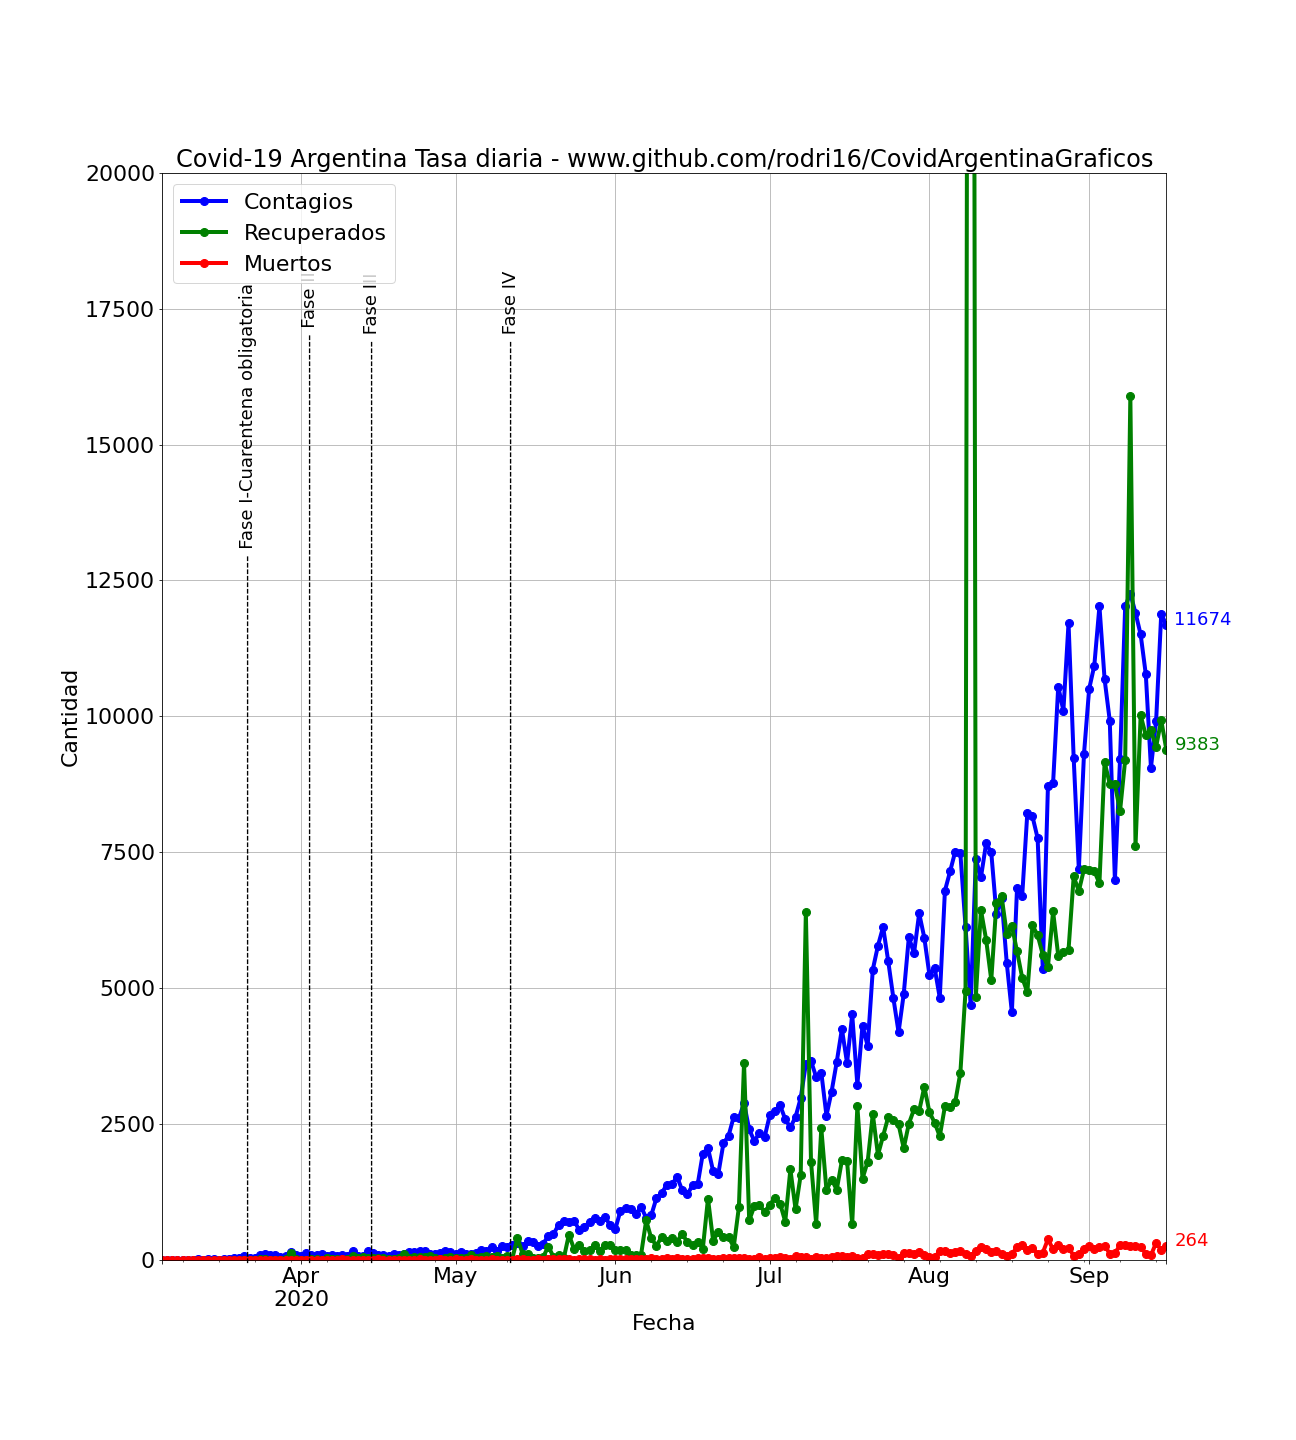 Covid-19 Argentina Tasa diaria - www.github.com/rodri16/CovidArgentinaGraficos
20000
17500
15000
12500
10000
7500
5000
2500
0
Cantidad
Contagios
Recuperados
Muertos
Fase I-Cuarentena obligatoria
Fase II
Fase III
Fase IV
11674
9383
264
Apr
2020
May
Jun
Jul
Aug
Sep
Fecha